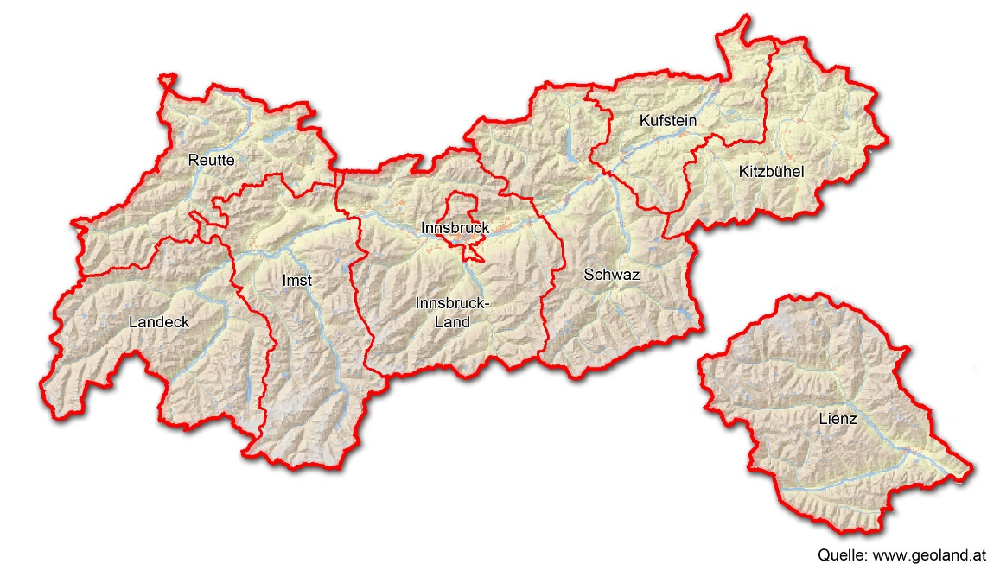 Kufstein
Reutte
Kitzbühel
Innsbruck
Schwaz
Imst
Innsbruck-
Land
Landeck
Lienz
Quelle: www.geoland.at